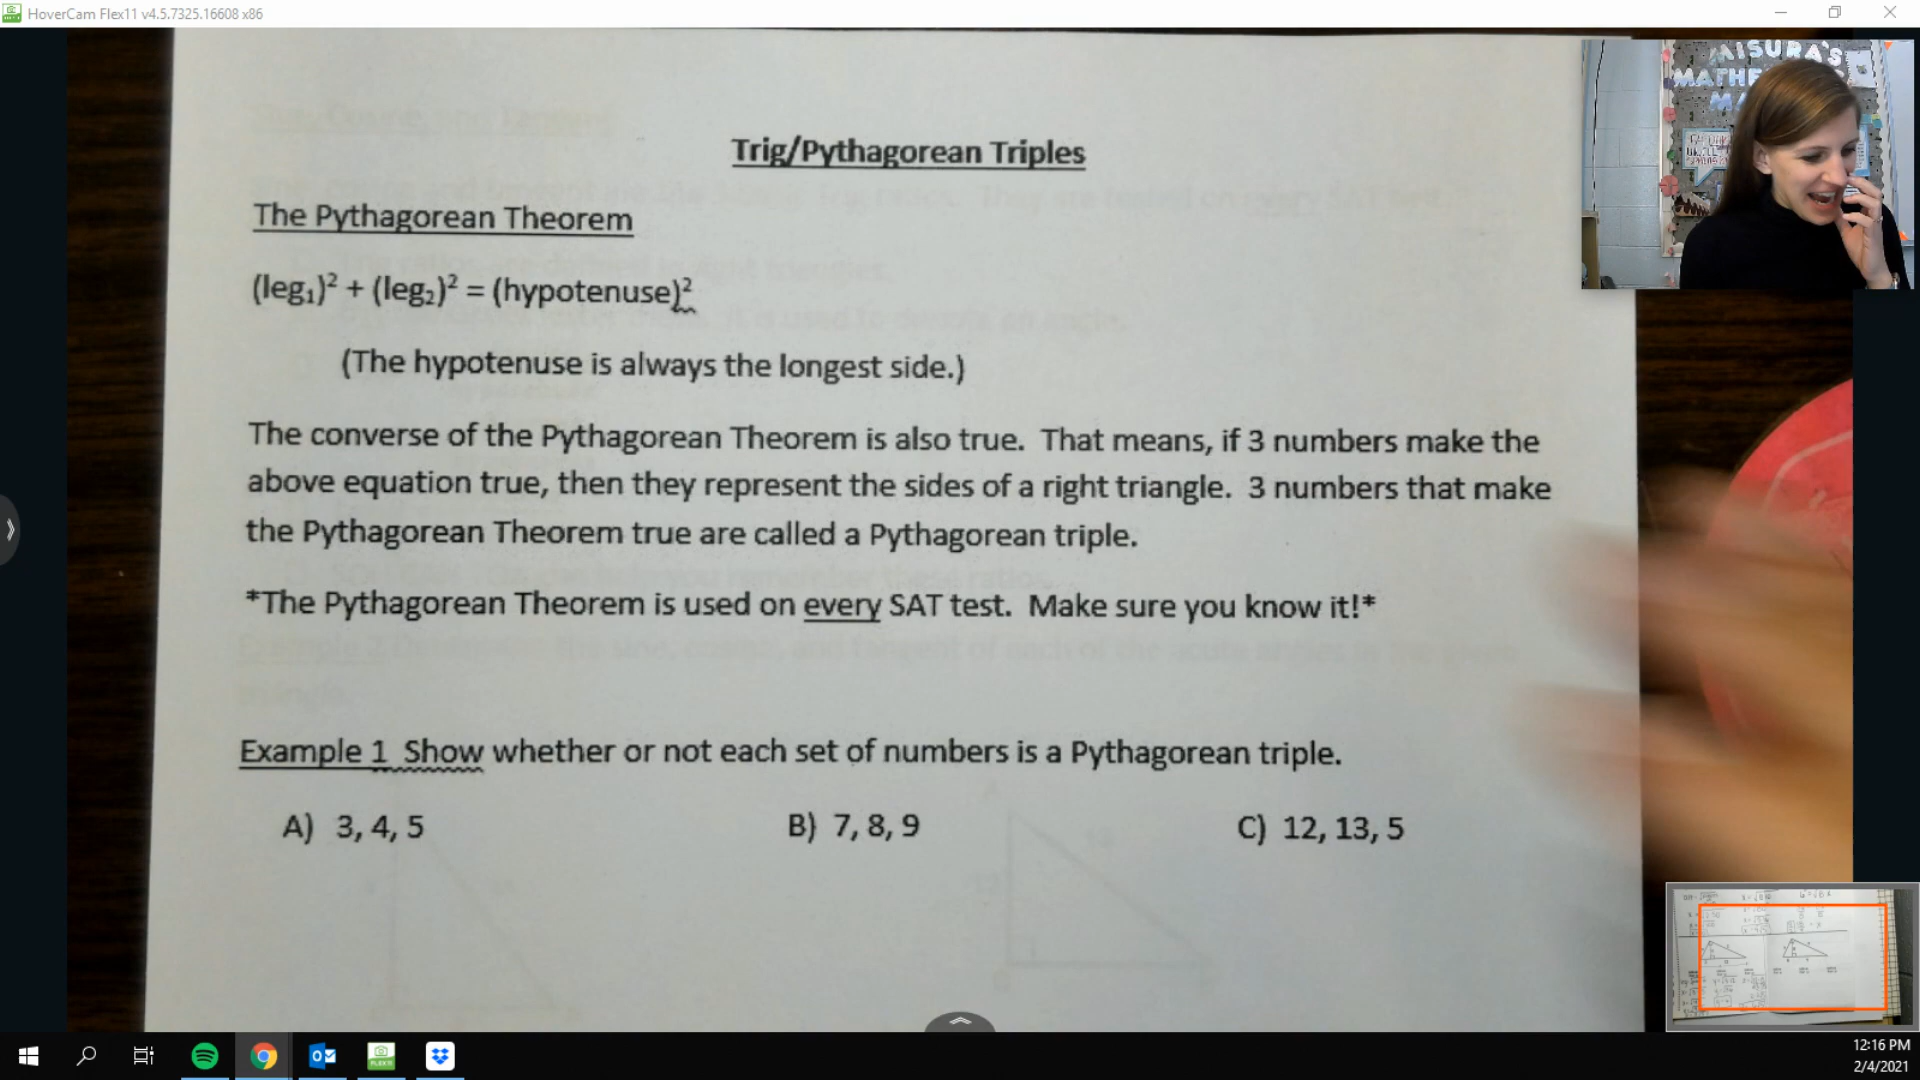 HoverCam Flex11 v4.5.7325.16608 x86
MISURA'S
Trig/Pythagorean Triples
The Pythagorean Theorem
(leg₁)² + (leg₂)² = (hypotenuse)²
(The hypotenuse is always the longest side.)
The converse of the Pythagorean Theorem is also true. That means, if 3 numbers make the
above equation true, then they represent the sides of a right triangle. 3 numbers that make
the Pythagorean Theorem true are called a Pythagorean triple.
*The Pythagorean Theorem is used on every SAT test. Make sure you know it!*
Example 1 Show whether or not each set of numbers is a Pythagorean triple.
A) 3, 4, 5 B) 7, 8, 9 C) 12, 13, 5
12:16 PM
2/4/2021